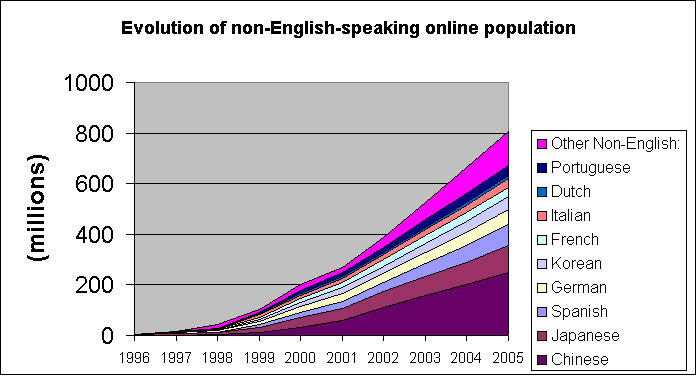 Evolution of non-English-speaking online population
(millions)
1000
800
600
400
200
0
1996 1997 1998 1999 2000 2001 2002 2003 2004 2005
Other Non-English:
Portuguese
Dutch
Italian
French
Korean
German
Spanish
Japanese
Chinese